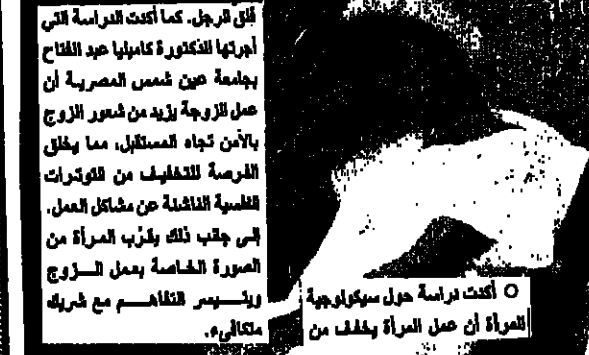 ○ أكدت دراسة حول سيكولوجية
المرأة أن عمل المرأة يخفف من
قلق الرجل. كما أكدت الدراسة التي
أجرتها الدكتورة كاميليا عبد الفتاح
بجامعة عين شمس المصرية أن
عمل الزوجة يزيد من شعور الزوج
بالأمن تجاه المستقبل، مما يخلق
الفرصة للتخفيف من التوترات
النفسية الناشئة عن مشاكل العمل.
إلى جانب ذلك يقرّب المرأة من
الصورة الخاصة بعمل الزوج
وييسر التفاهم مع شريك
متكافىء.